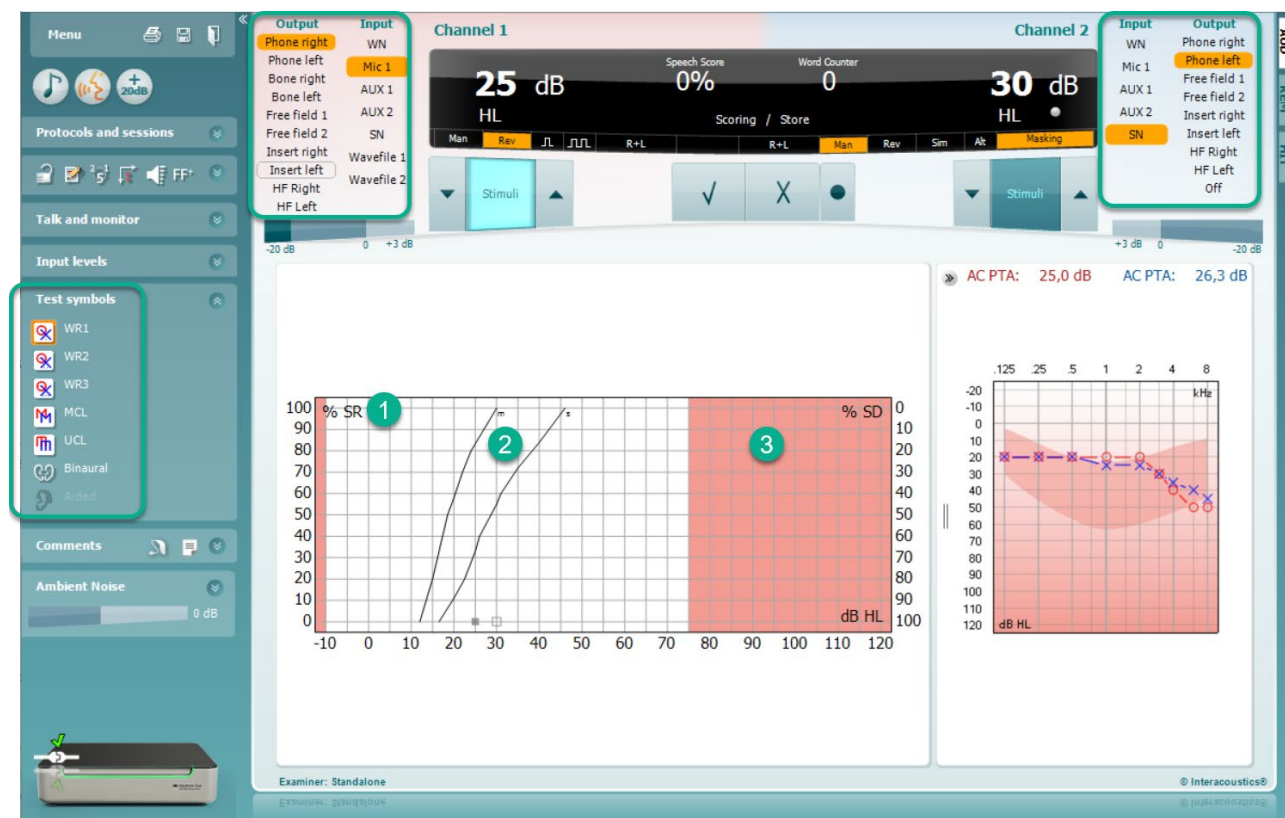 Menu
+
20dB
Protocols and sessions
FF+
Talk and monitor
Input levels
Test symbols
WR1
WR2
WR3
MCL
UCL
Binaural
Aided
Comments
Ambient Noise
0 dB
Output Input
Phone right WN
Phone left Mic 1
Bone right AUX 1
Bone left AUX 2
Free field 1 SN
Free field 2 Wavefile 1
Insert right Wavefile 2
Insert left
HF Right
HF Left
Channel 1
Channel 2
25 dB
HL
Speech Score
0%
Word Counter
0
30 dB
HL
Scoring / Store
Man Rev R+L R+L Man Rev Sim Alt Masking
Stimuli
√ X
Stimuli
-20 dB 0 +3 dB
+3 dB 0 -20 dB
Input Output
WN Phone right
Mic 1 Phone left
AUX 1 Free field 1
AUX 2 Free field 2
SN Insert right
Insert left
HF Right
HF Left
Off
% SR 1
2
3
m
s
% SD
dB HL
100
90
80
70
60
50
40
30
20
10
0
0
10
20
30
40
50
60
70
80
90
100
-10 0 10 20 30 40 50 60 70 80 90 100 110 120
AC PTA: 25,0 dB AC PTA: 26,3 dB
.125 .25 .5 1 2 4 8
kHz
-20
-10
0
10
20
30
40
50
60
70
80
90
100
110
120
dB HL
Examiner: Standalone
© Interacoustics®